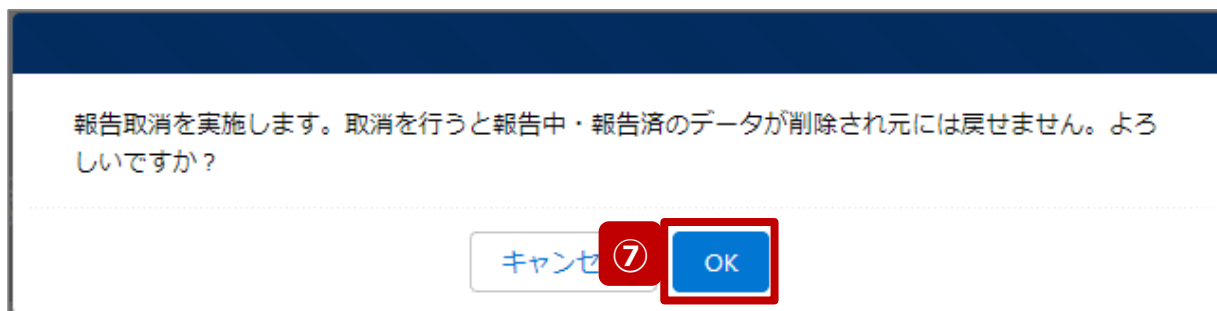 報告取消を実施します。取消を行うと報告中・報告済のデータが削除され元には戻せません。よろ
しいですか？
キャンセ ⑦ OK